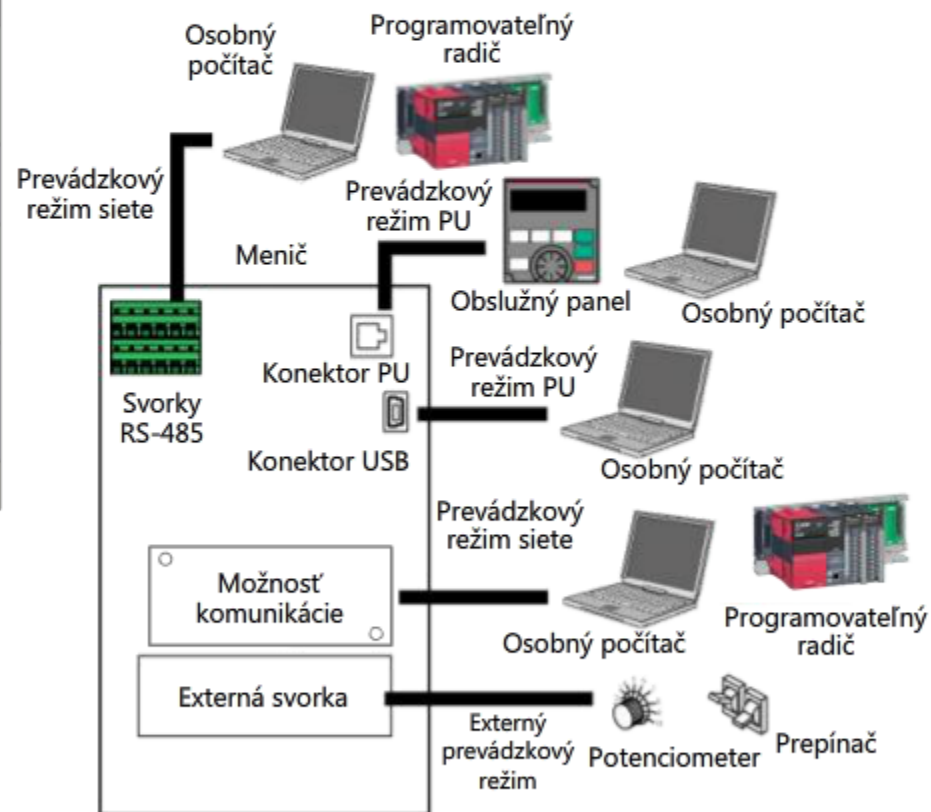 Osobný
počítač
Programovateľný
radič
Prevádzkový
režim siete
Prevádzkový
režim PU
Menič
Obslužný panel
Osobný počítač
Konektor PU
Prevádzkový
režim PU
Svorky
RS-485
Konektor USB
Osobný počítač
Prevádzkový
režim siete
Možnosť
komunikácie
Osobný počítač
Programovateľný
radič
Externá svorka
Externý
prevádzkový
režim
Potenciometer
Prepínač